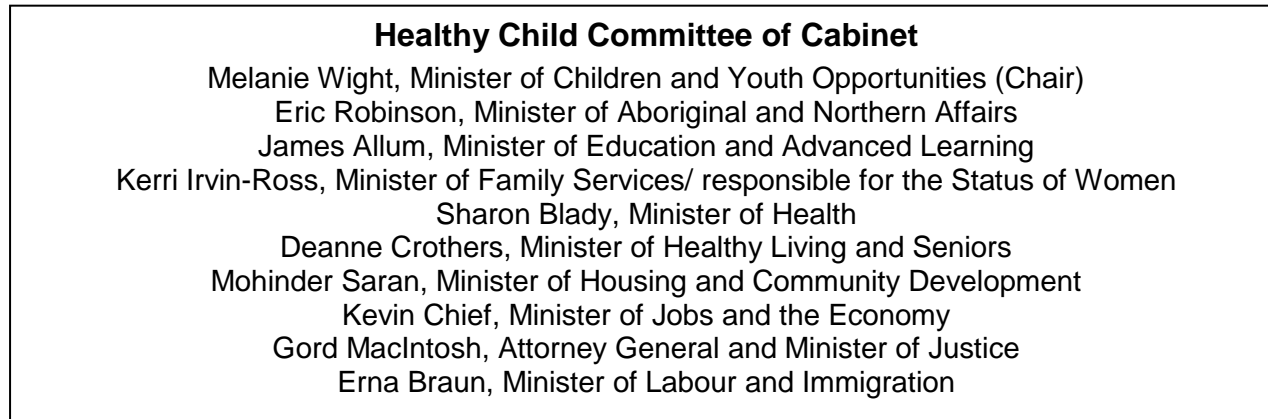 Healthy Child Committee of Cabinet
Melanie Wight, Minister of Children and Youth Opportunities (Chair)
Eric Robinson, Minister of Aboriginal and Northern Affairs
James Allum, Minister of Education and Advanced Learning
Kerri Irvin-Ross, Minister of Family Services/ responsible for the Status of Women
Sharon Blady, Minister of Health
Deanne Crothers, Minister of Healthy Living and Seniors
Mohinder Saran, Minister of Housing and Community Development
Kevin Chief, Minister of Jobs and the Economy
Gord MacIntosh, Attorney General and Minister of Justice
Erna Braun, Minister of Labour and Immigration